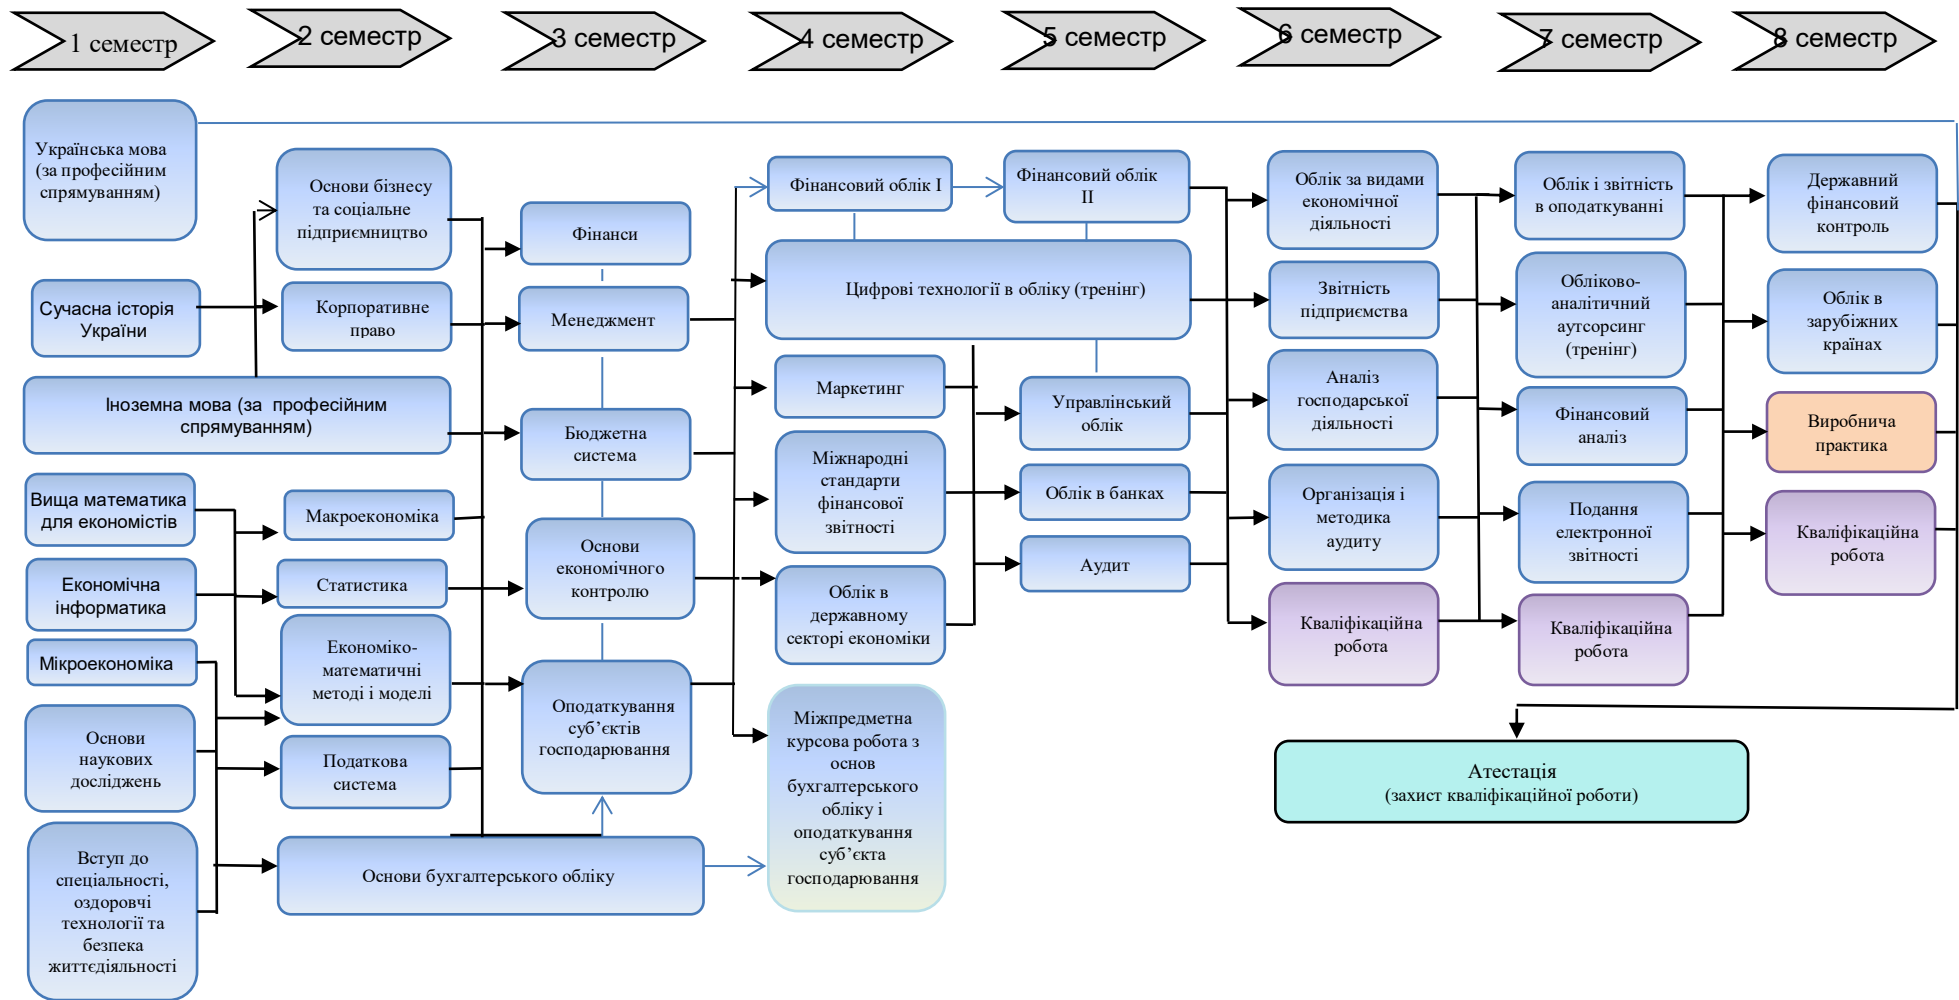 1 семестр
2 семестр
3 семестр
4 семестр
5 семестр
6 семестр
7 семестр
8 семестр
Українська мова
(за професійним
спрямуванням)
Сучасна історія
України
Іноземна мова (за професійним
спрямуванням)
Вища математика
для економістів
Економічна
інформатика
Мікроекономіка
Основи
наукових
досліджень
Вступ до
спеціальності,
оздоровчі
технології та
безпека
життєдіяльності
Основи бізнесу
та соціальне
підприємництво
Корпоративне
право
Макроекономіка
Статистика
Економіко-
математичні
методі і моделі
Податкова
система
Основи бухгалтерського обліку
Фінанси
Менеджмент
Бюджетна
система
Основи
економічного
контролю
Оподаткування
суб’єктів
господарювання
Фінансовий облік І
Цифрові технології в обліку (тренінг)
Маркетинг
Міжнародні
стандарти
фінансової
звітності
Облік в
державному
секторі економіки
Міжпредметна
курсова робота з
основ
бухгалтерського
обліку і
оподаткування
суб’єкта
господарювання
Фінансовий облік
ІІ
Управлінський
облік
Облік в банках
Аудит
Облік за видами
економічної
діяльності
Звітність
підприємства
Аналіз
господарської
діяльності
Організація і
методика
аудиту
Кваліфікаційна
робота
Облік і звітність
в оподаткуванні
Обліково-
аналітичний
аутсорсинг
(тренінг)
Фінансовий
аналіз
Подання
електронної
звітності
Кваліфікаційна
робота
Державний
фінансовий
контроль
Облік в
зарубіжних
країнах
Виробнича
практика
Кваліфікаційна
робота
Атестація
(захист кваліфікаційної роботи)